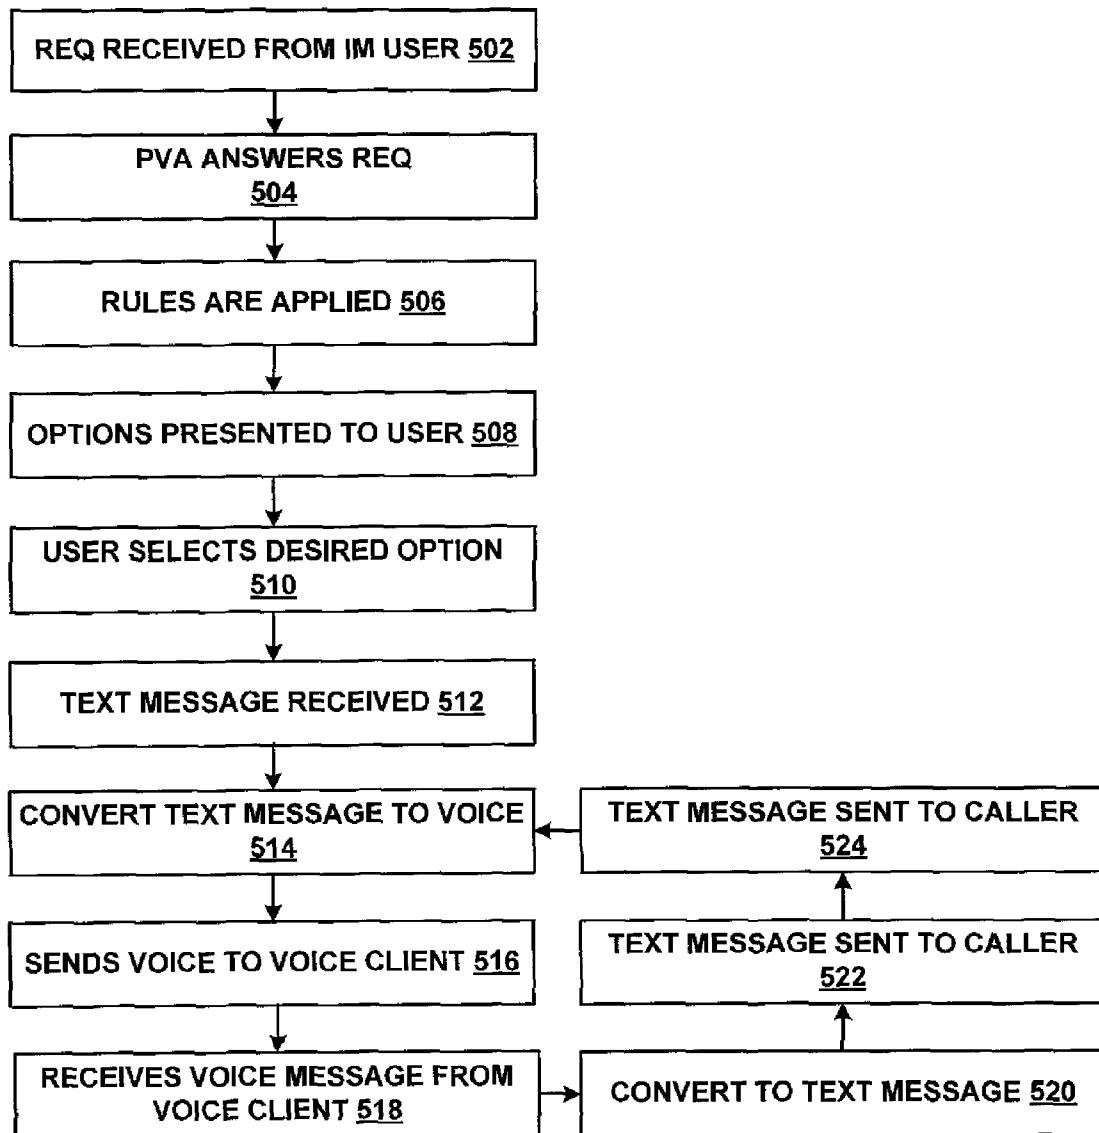 REQ RECEIVED FROM IM USER 502
PVA ANSWERS REQ
504
RULES ARE APPLIED 506
OPTIONS PRESENTED TO USER 508
USER SELECTS DESIRED OPTION
510
TEXT MESSAGE RECEIVED 512
CONVERT TEXT MESSAGE TO VOICE
514
SENDS VOICE TO VOICE CLIENT 516
RECEIVES VOICE MESSAGE FROM
VOICE CLIENT 518
CONVERT TO TEXT MESSAGE 520
TEXT MESSAGE SENT TO CALLER
522
TEXT MESSAGE SENT TO CALLER
524